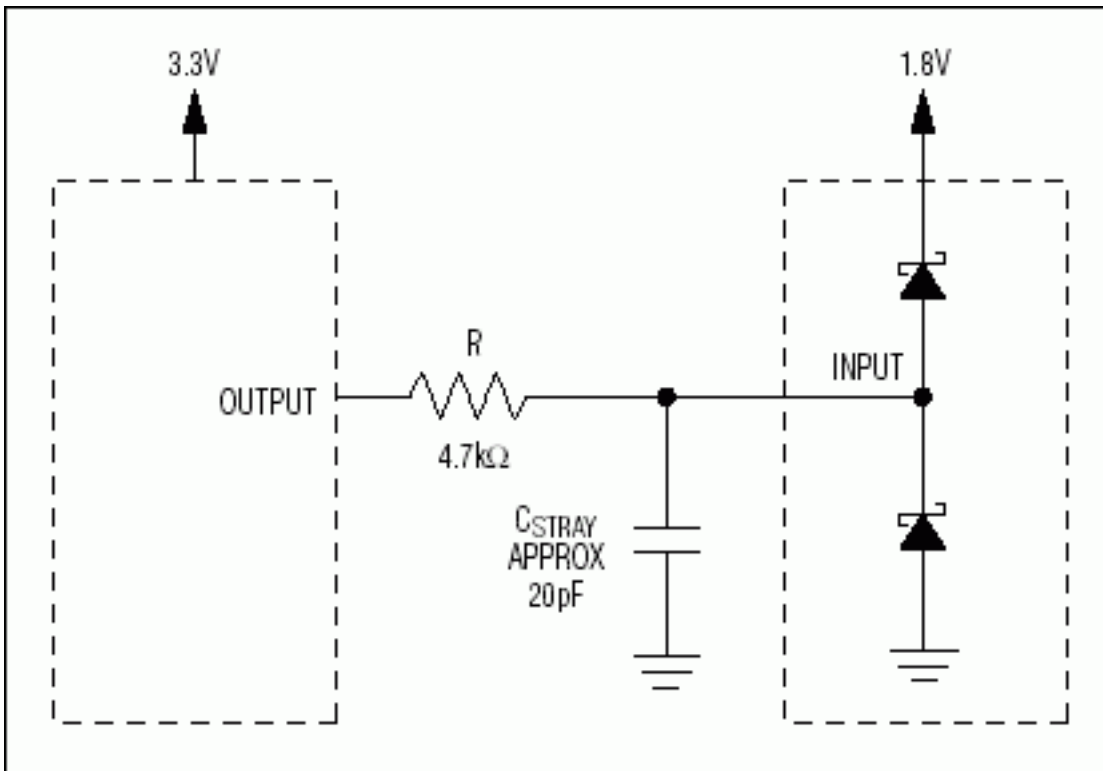 3.3V
1.8V
R
INPUT
OUTPUT
4.7kΩ
CSTRAY
APPROX
20pF